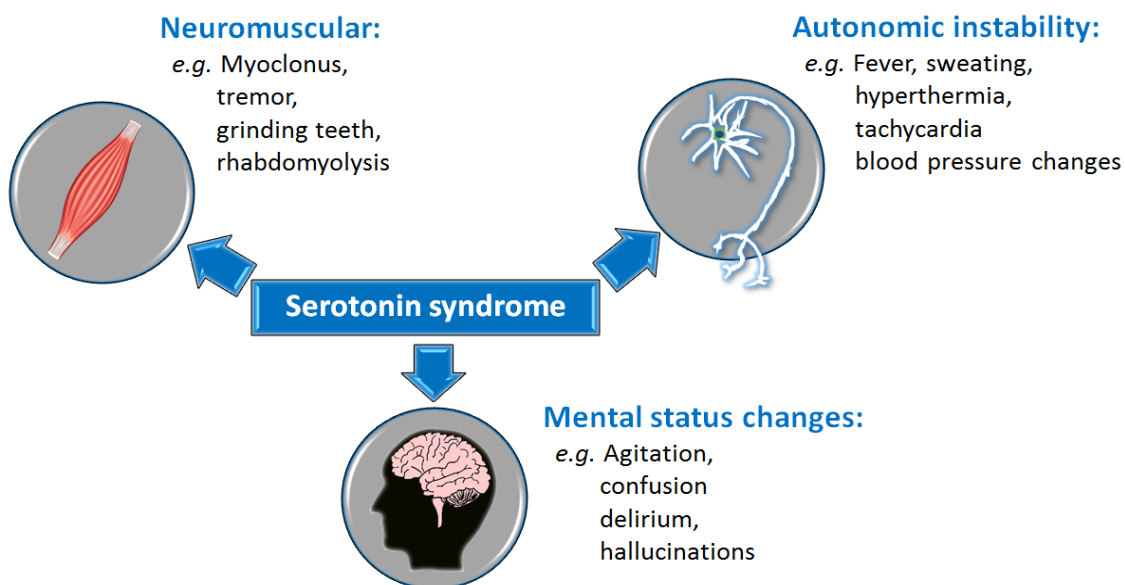 Neuromuscular:
e.g. Myoclonus,
tremor,
grinding teeth,
rhabdomyolysis
Autonomic instability:
e.g. Fever, sweating,
hyperthermia,
tachycardia
blood pressure changes
Serotonin syndrome
Mental status changes:
e.g. Agitation,
confusion
delirium,
hallucinations